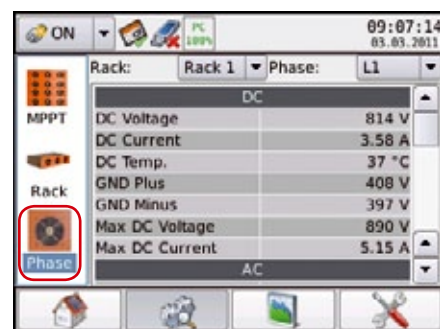 ON
PC
100%
09:07:14
03.03.2011
Rack: Rack 1 Phase: L1
MPPT
Rack
Phase
DC
DC Voltage 814 V
DC Current 3.58 A
DC Temp. 37 °C
GND Plus 408 V
GND Minus 397 V
Max DC Voltage 890 V
Max DC Current 5.15 A
AC